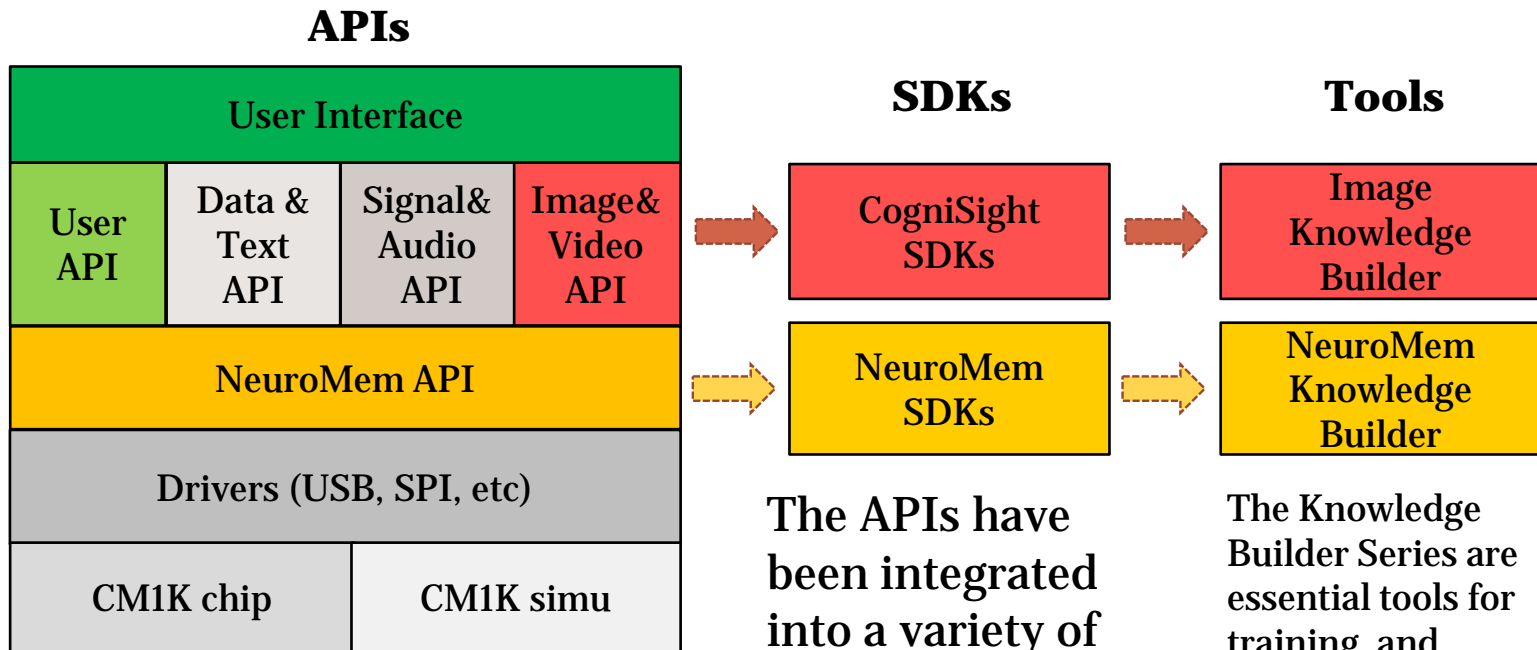 APIs
User Interface
User
API
Data &
Text
API
Signal&
Audio
API
Image&
Video
API
NeuroMem API
Drivers (USB, SPI, etc)
CM1K chip
CM1K simu
SDKs
CogniSight
SDKs
NeuroMem
SDKs
The APIs have
been integrated
into a variety of
Tools
Image
Knowledge
Builder
NeuroMem
Knowledge
Builder
The Knowledge
Builder Series are
essential tools for
training, and